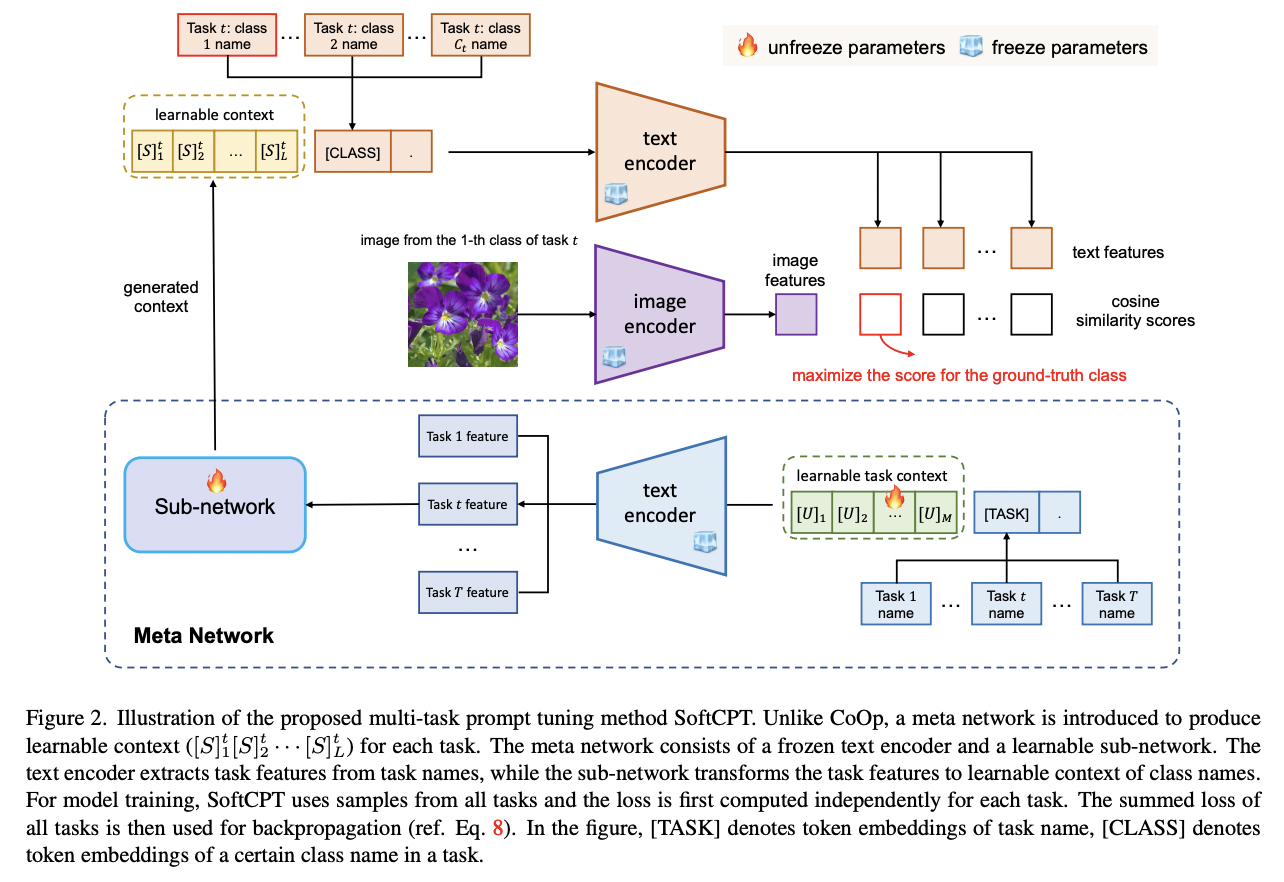 Task t: class 1 name
...
Task t: class 2 name
...
Task t: class C_t name
unfreeze parameters
freeze parameters
learnable context
[S]^t_1 [S]^t_2 ... [S]^t_L
[CLASS] .
text encoder
image from the 1-th class of task t
image encoder
image features
...
text features
...
cosine similarity scores
maximize the score for the ground-truth class
generated context
Sub-network
Task 1 feature
Task t feature
...
Task T feature
text encoder
learnable task context
[U]_1 [U]_2 ... [U]_M
[TASK] .
Task 1 name
...
Task t name
...
Task T name
Meta Network
Figure 2. Illustration of the proposed multi-task prompt tuning method SoftCPT. Unlike CoOp, a meta network is introduced to produce
learnable context ([S]^t_1[S]^t_2 ··· [S]^t_L) for each task. The meta network consists of a frozen text encoder and a learnable sub-network. The
text encoder extracts task features from task names, while the sub-network transforms the task features to learnable context of class names.
For model training, SoftCPT uses samples from all tasks and the loss is first computed independently for each task. The summed loss of
all tasks is then used for backpropagation (ref. Eq. 8). In the figure, [TASK] denotes token embeddings of task name, [CLASS] denotes
token embeddings of a certain class name in a task.